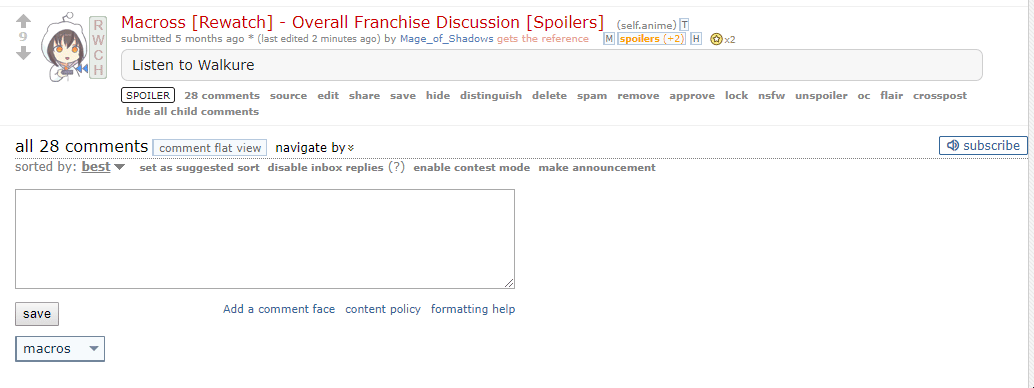 Macross [Rewatch] - Overall Franchise Discussion [Spoilers] (self.anime) T
9
RWCH
submitted 5 months ago * (last edited 2 minutes ago) by Mage_of_Shadows gets the reference M spoilers (+2) H x2
Listen to Walkure
SPOILER 28 comments source edit share save hide distinguish delete spam remove approve lock nsfw unspoiler oc flair crosspost
hide all child comments
all 28 comments comment flat view navigate by
subscribe
sorted by: best set as suggested sort disable inbox replies (?) enable contest mode make announcement
save Add a comment face content policy formatting help
macros